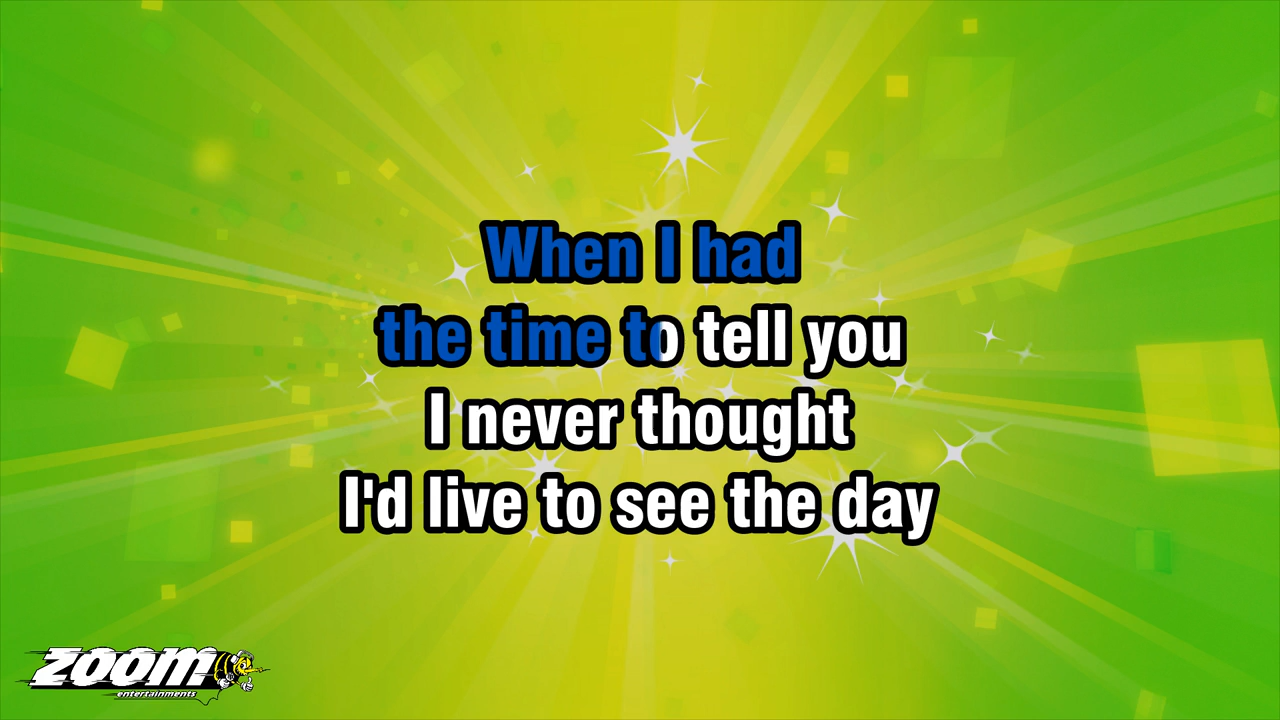 When I had
the time to tell you
I never thought
I'd live to see the day
ZOOM
entertainments